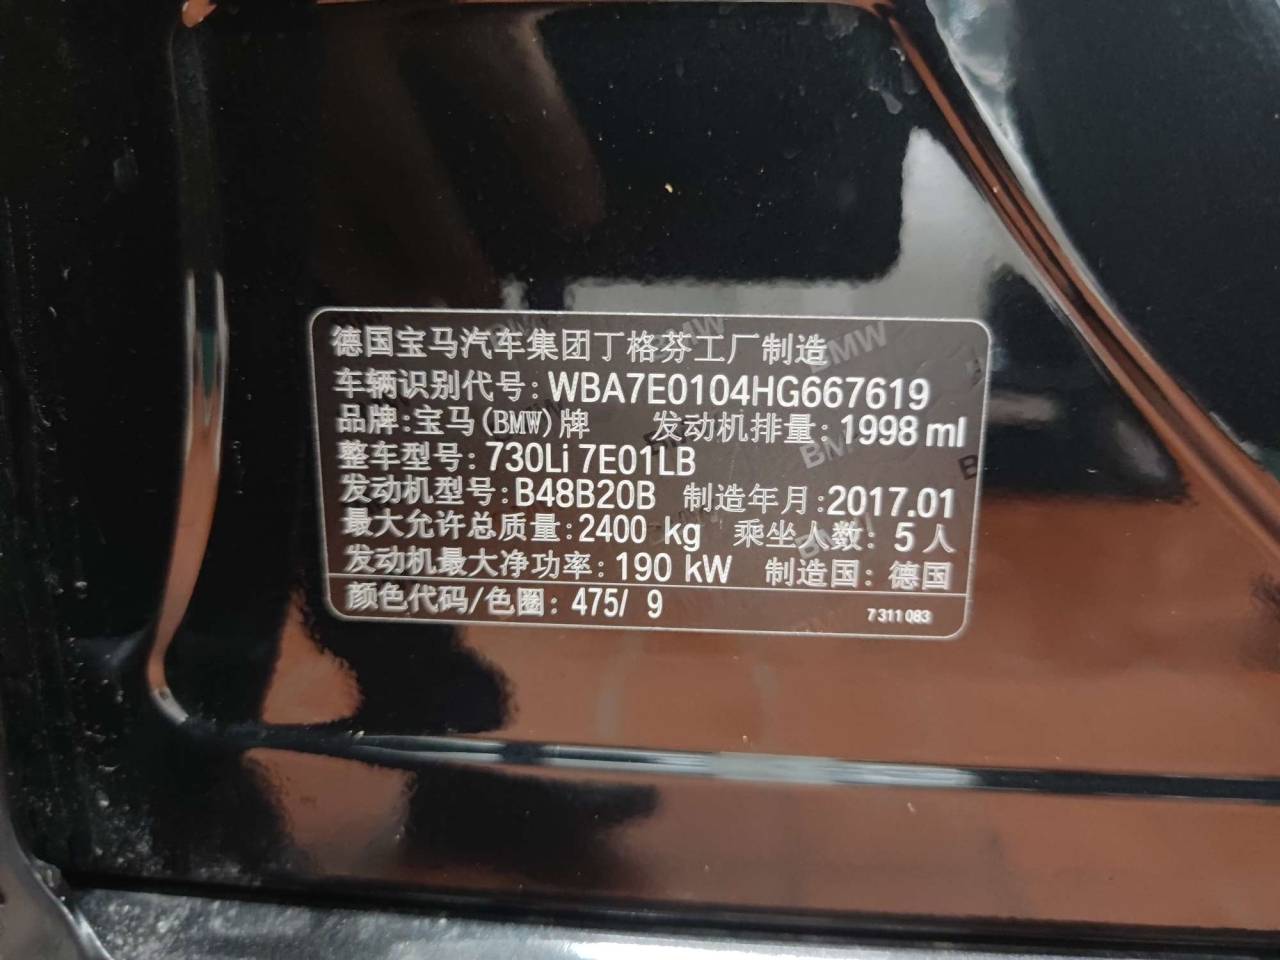 德国宝马汽车集团丁格芬工厂制造
车辆识别代号: WBA7E0104HG667619
品牌:宝马(BMW)牌 发动机排量: 1998 ml
整车型号: 730Li 7E01LB
发动机型号: B48B20B 制造年月:2017.01
最大允许总质量: 2400 kg 乘坐人数: 5 人
发动机最大净功率: 190 kW 制造国: 德国
颜色代码/色圈: 475/ 9
7 311 083